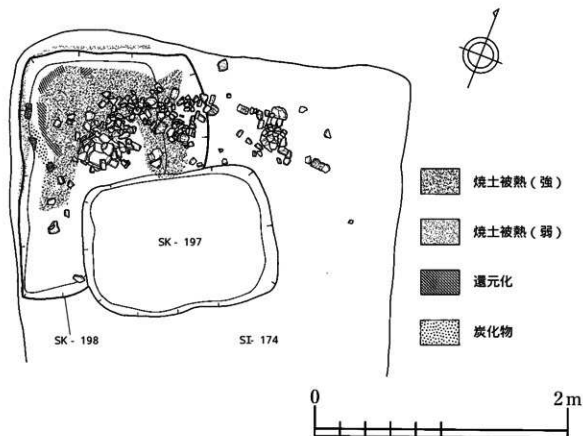 SK - 197
SK - 198
SI- 174
焼土被熱(強)
焼土被熱(弱)
還元化
炭化物
0 2m